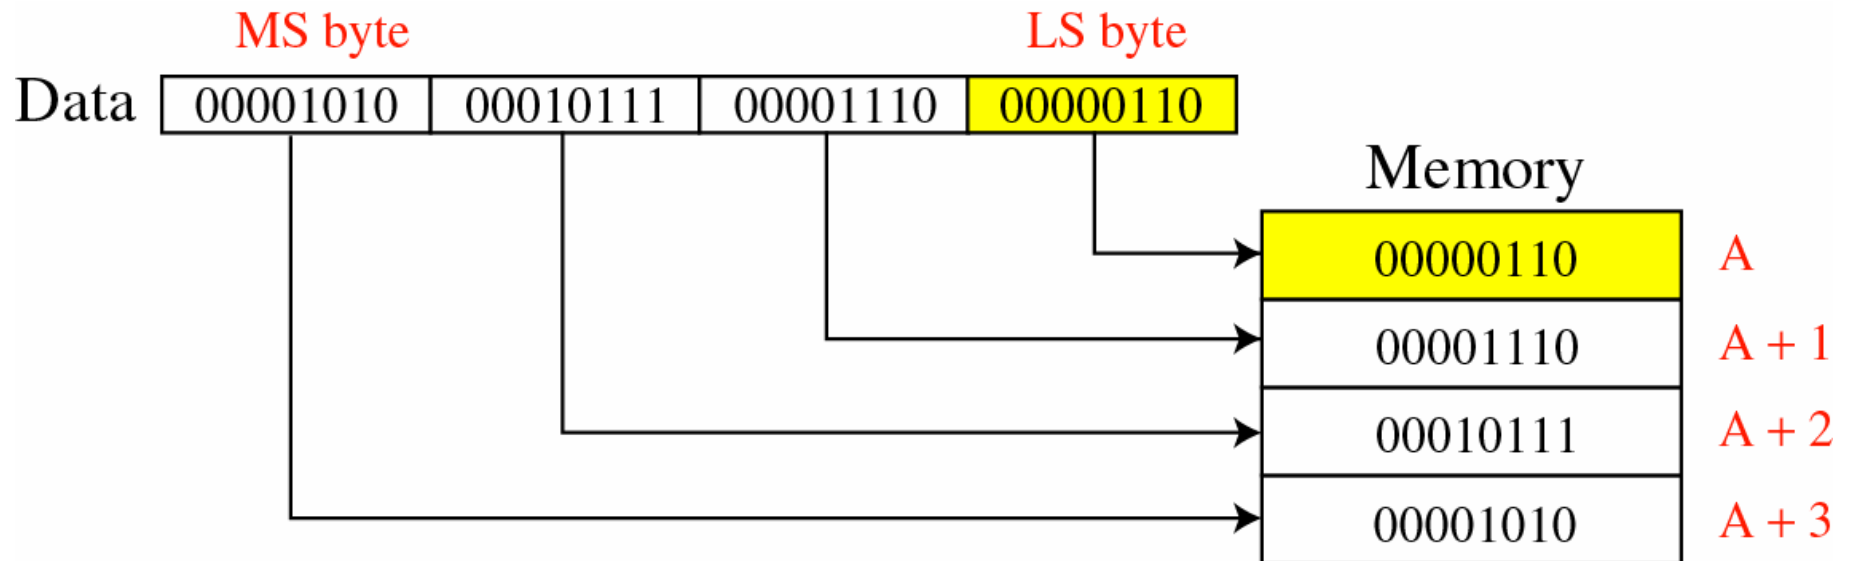 MS byte LS byte
Data 00001010 00010111 00001110 00000110
Memory
00000110 A
00001110 A + 1
00010111 A + 2
00001010 A + 3